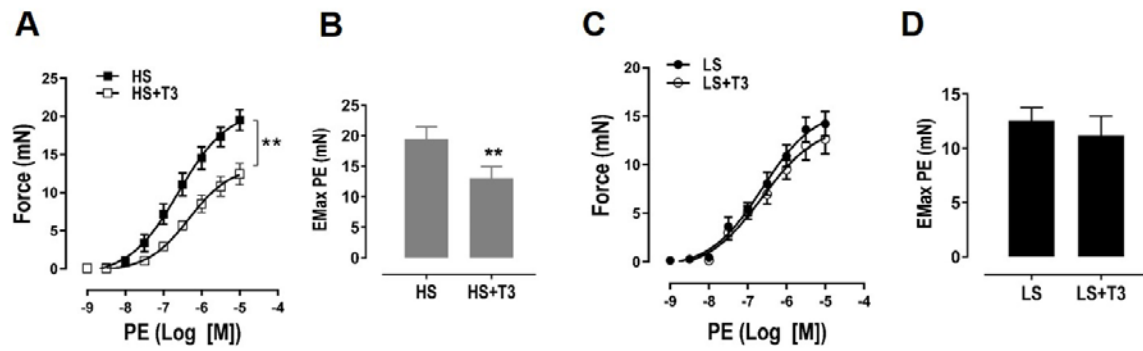 A
HS
HS+T3
Force (mN)
25
20
15
10
5
0
**
-9 -8 -7 -6 -5 -4
PE (Log [M])
B
EMax PE (mN)
25
20
15
10
5
0
**
HS HS+T3
C
LS
LS+T3
Force (mN)
20
15
10
5
0
-9 -8 -7 -6 -5 -4
PE (Log [M])
D
EMax PE (mN)
15
10
5
0
LS LS+T3